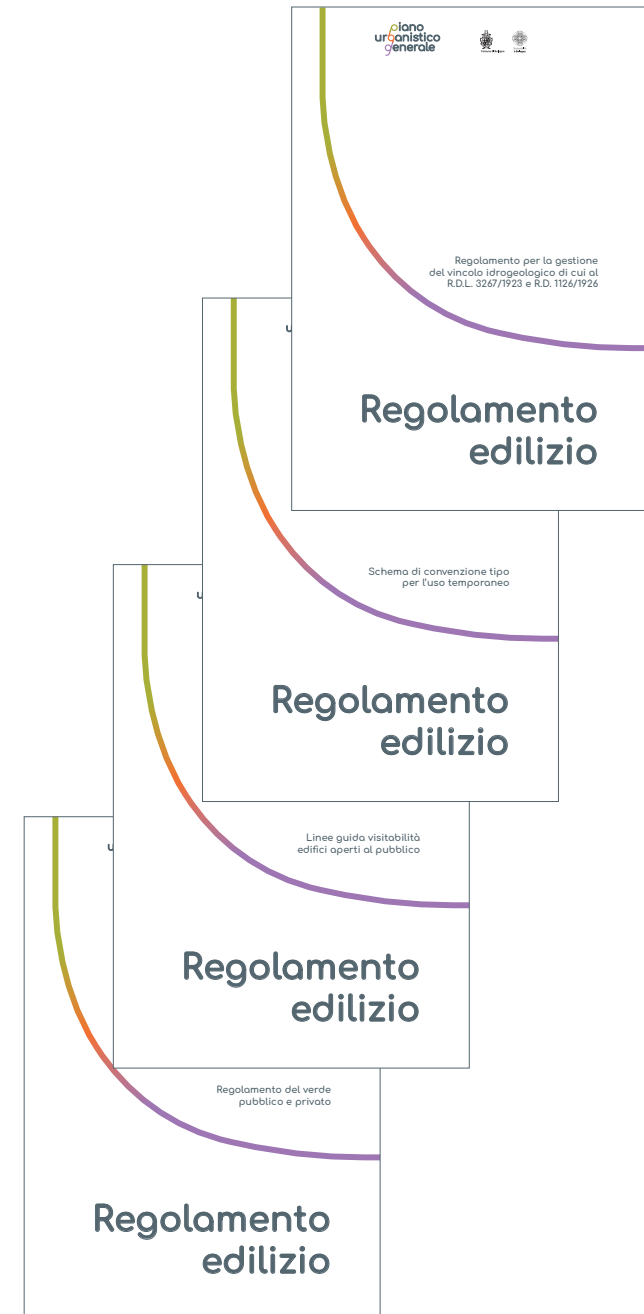 piano
urbanistico
generale
Regolamento per la gestione
del vincolo idrogeologico di cui al
R.D.L. 3267/1923 e R.D. 1126/1926
Regolamento
edilizio
u
Schema di convenzione tipo
per l'uso temporaneo
Regolamento
edilizio
u
Linee guida visitabilità
edifici aperti al pubblico
Regolamento
edilizio
u
Regolamento del verde
pubblico e privato
Regolamento
edilizio